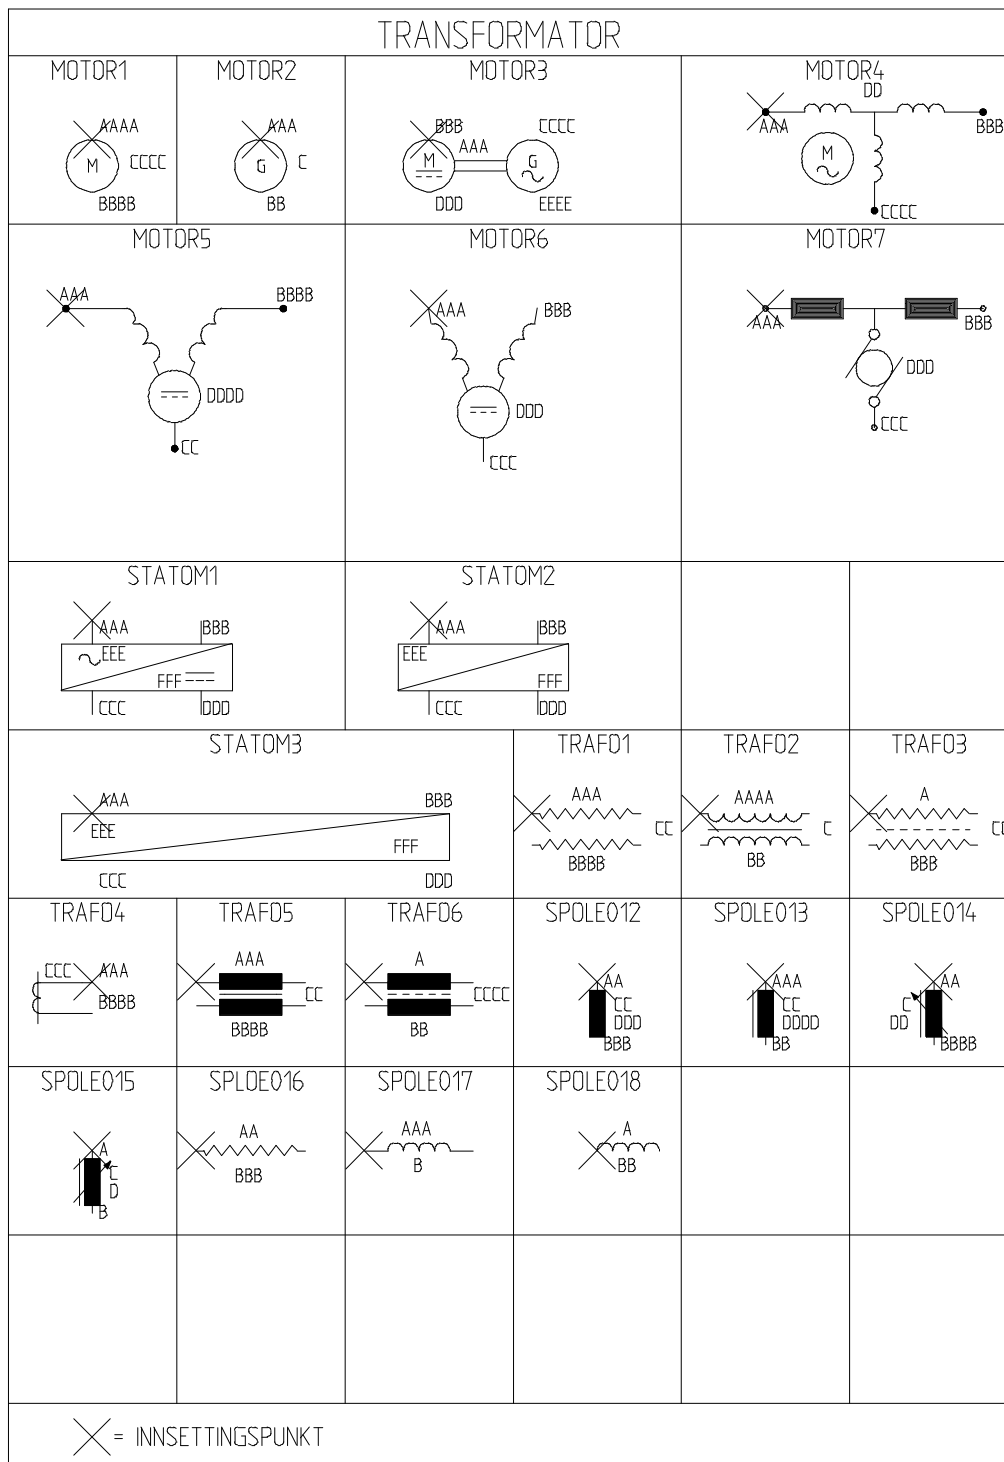 TRANSFORMATOR
MOTOR1
AAAA
M
CCCC
BBBB
MOTOR2
AAA
G
C
BB
MOTOR3
BBB
CCCC
AAA
M
G
DDD
EEEE
MOTOR4
DD
AAA
BBB
M
CCCC
MOTOR5
AAA
BBBB
DDDD
CC
MOTOR6
AAA
BBB
DDD
CCC
MOTOR7
AAA
BBB
DDD
CCC
STATOM1
AAA
BBB
EEE
FFF
CCC
DDD
STATOM2
AAA
BBB
EEE
FFF
CCC
DDD
STATOM3
AAA
BBB
EEE
FFF
CCC
DDD
TRAFO1
AAA
CC
BBBB
TRAFO2
AAAA
C
BB
TRAFO3
A
CC
BBB
TRAFO4
CCC
AAA
BBBB
TRAFO5
AAA
CC
BBBB
TRAFO6
A
CCCC
BB
SPOLE012
AA
CC
DDD
BBB
SPOLE013
AAA
CC
DDDD
BB
SPOLE014
AA
C
DD
BBBB
SPOLE015
A
C
D
B
SPLOE016
AA
BBB
SPOLE017
AAA
B
SPOLE018
A
BB
= INNSETTINGSPUNKT